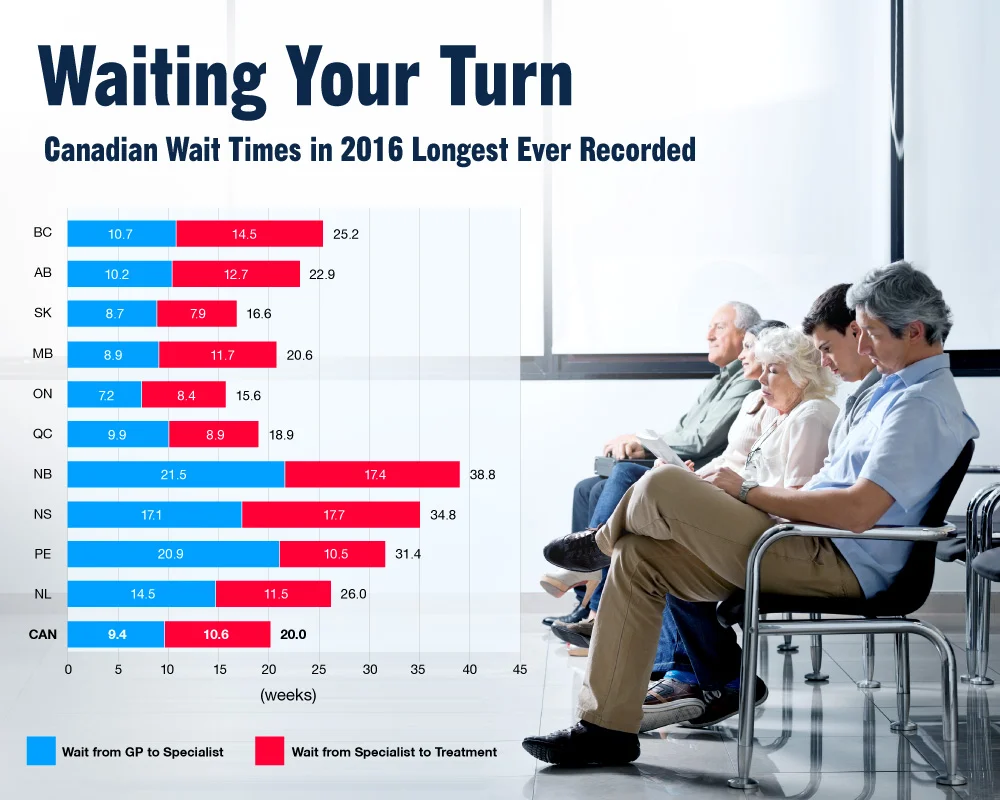 Waiting Your Turn
Canadian Wait Times in 2016 Longest Ever Recorded
BC 10.7 14.5 25.2
AB 10.2 12.7 22.9
SK 8.7 7.9 16.6
MB 8.9 11.7 20.6
ON 7.2 8.4 15.6
QC 9.9 8.9 18.9
NB 21.5 17.4 38.8
NS 17.1 17.7 34.8
PE 20.9 10.5 31.4
NL 14.5 11.5 26.0
CAN 9.4 10.6 20.0
0 5 10 15 20 25 30 35 40 45
(weeks)
Wait from GP to Specialist Wait from Specialist to Treatment